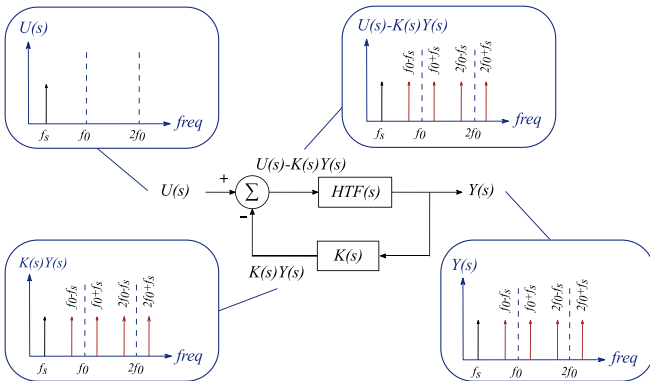 U(s)
fs f0 2f0 freq
U(s)-K(s)Y(s)
f0-fs f0+fs 2f0-fs 2f0+fs
fs f0 2f0 freq
U(s)-K(s)Y(s)
U(s) + Σ HTF(s) Y(s)
−
K(s)
K(s)Y(s)
K(s)Y(s)
f0-fs f0+fs 2f0-fs 2f0+fs
fs f0 2f0 freq
Y(s)
f0-fs f0+fs 2f0-fs 2f0+fs
fs f0 2f0 freq